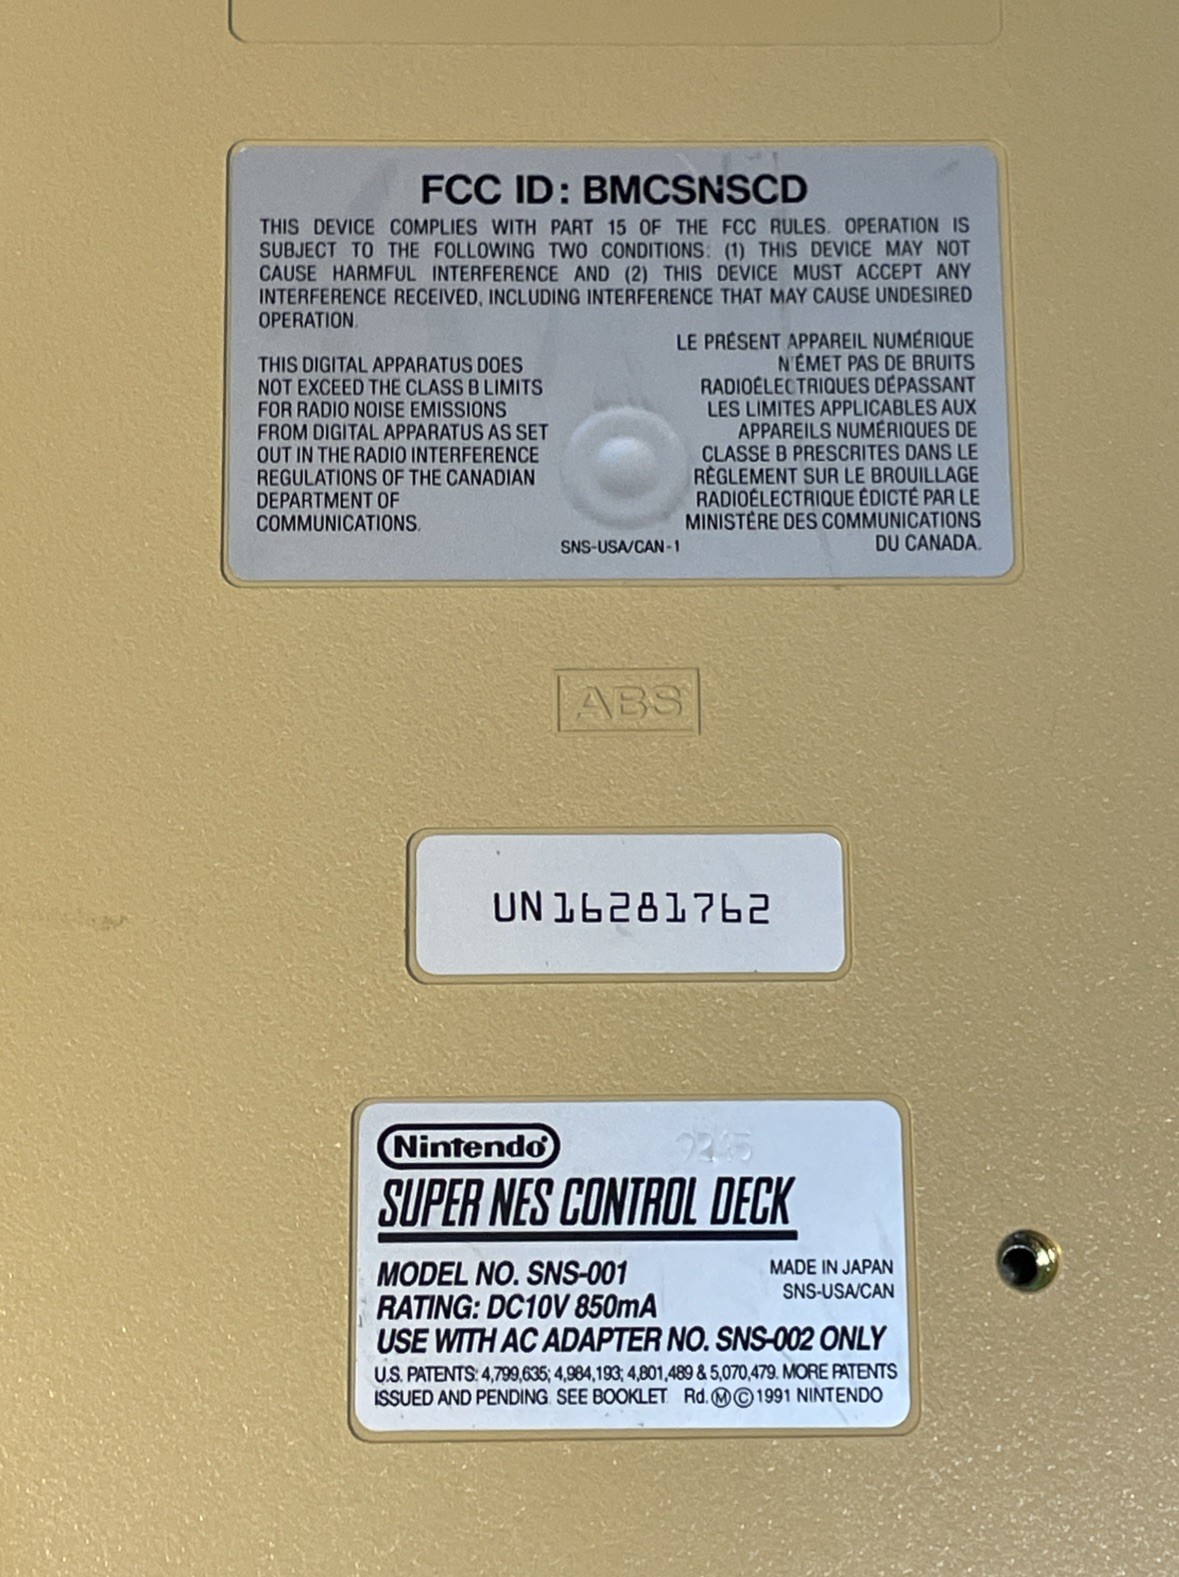 FCC ID: BMCSNSCD
THIS DEVICE COMPLIES WITH PART 15 OF THE FCC RULES. OPERATION IS
SUBJECT TO THE FOLLOWING TWO CONDITIONS: (1) THIS DEVICE MAY NOT
CAUSE HARMFUL INTERFERENCE AND (2) THIS DEVICE MUST ACCEPT ANY
INTERFERENCE RECEIVED, INCLUDING INTERFERENCE THAT MAY CAUSE UNDESIRED
OPERATION.
THIS DIGITAL APPARATUS DOES
NOT EXCEED THE CLASS B LIMITS
FOR RADIO NOISE EMISSIONS
FROM DIGITAL APPARATUS AS SET
OUT IN THE RADIO INTERFERENCE
REGULATIONS OF THE CANADIAN
DEPARTMENT OF
COMMUNICATIONS.
LE PRÉSENT APPAREIL NUMÉRIQUE
N'ÉMET PAS DE BRUITS
RADIOÉLECTRIQUES DÉPASSANT
LES LIMITES APPLICABLES AUX
APPAREILS NUMÉRIQUES DE
CLASSE B PRESCRITES DANS LE
RÈGLEMENT SUR LE BROUILLAGE
RADIOÉLECTRIQUE ÉDICTÉ PAR LE
MINISTÈRE DES COMMUNICATIONS
DU CANADA.
SNS-USA/CAN-1
ABS
UN16281762
Nintendo
SUPER NES CONTROL DECK
MODEL NO. SNS-001
RATING: DC10V 850mA
MADE IN JAPAN
SNS-USA/CAN
USE WITH AC ADAPTER NO. SNS-002 ONLY
U.S. PATENTS: 4,799,635; 4,984,193; 4,801,489 & 5,070,479. MORE PATENTS
ISSUED AND PENDING. SEE BOOKLET. Rd. Ⓜ © 1991 NINTENDO